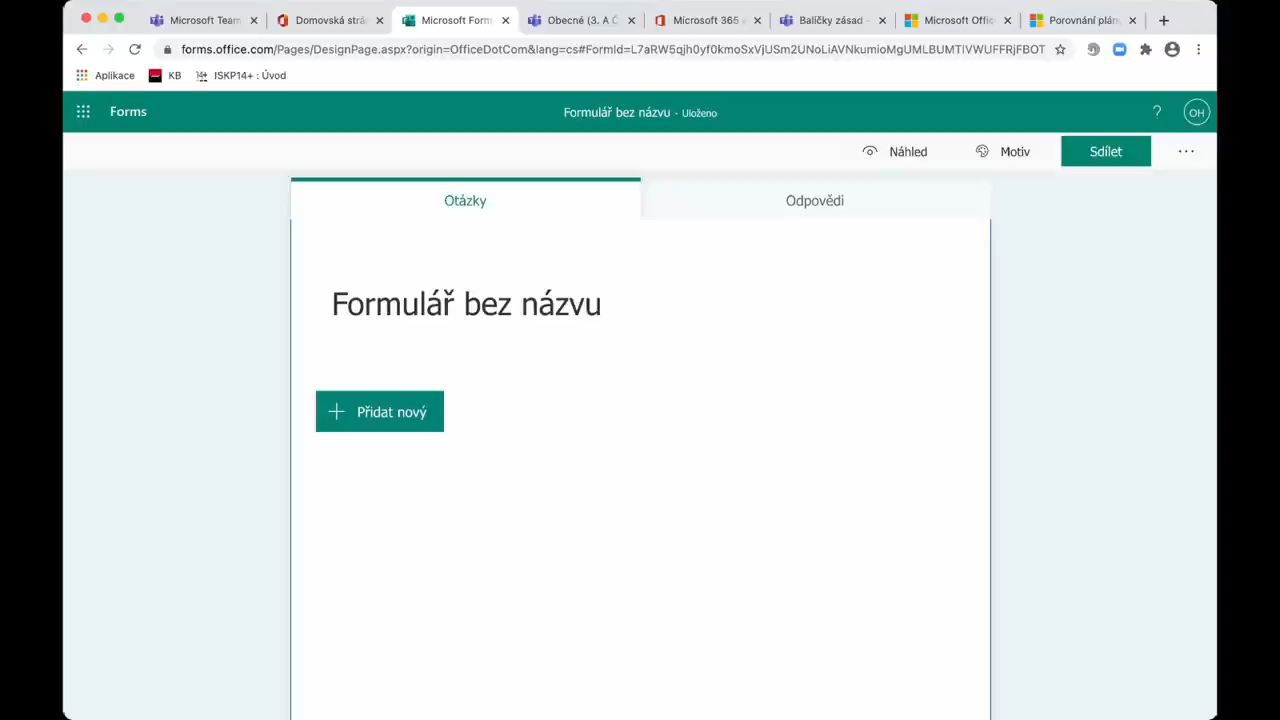 Microsoft Team
Domovská strá
Microsoft Form
Obecné (3. A Č
Microsoft 365
Balíčky zásad
Microsoft Offic
Porovnání plán
forms.office.com/Pages/DesignPage.aspx?origin=OfficeDotCom&lang=cs#FormId=L7aRW5qjh0yf0kmoSxVjUSm2UNoLiAVNkumioMgUMLBUMTlVWUFFRjFBOT
Aplikace
KB
ISKP14+ : Úvod
Forms
Formulář bez názvu - Uloženo
?
OH
Náhled
Motiv
Sdílet
Otázky
Odpovědi
Formulář bez názvu
Přidat nový